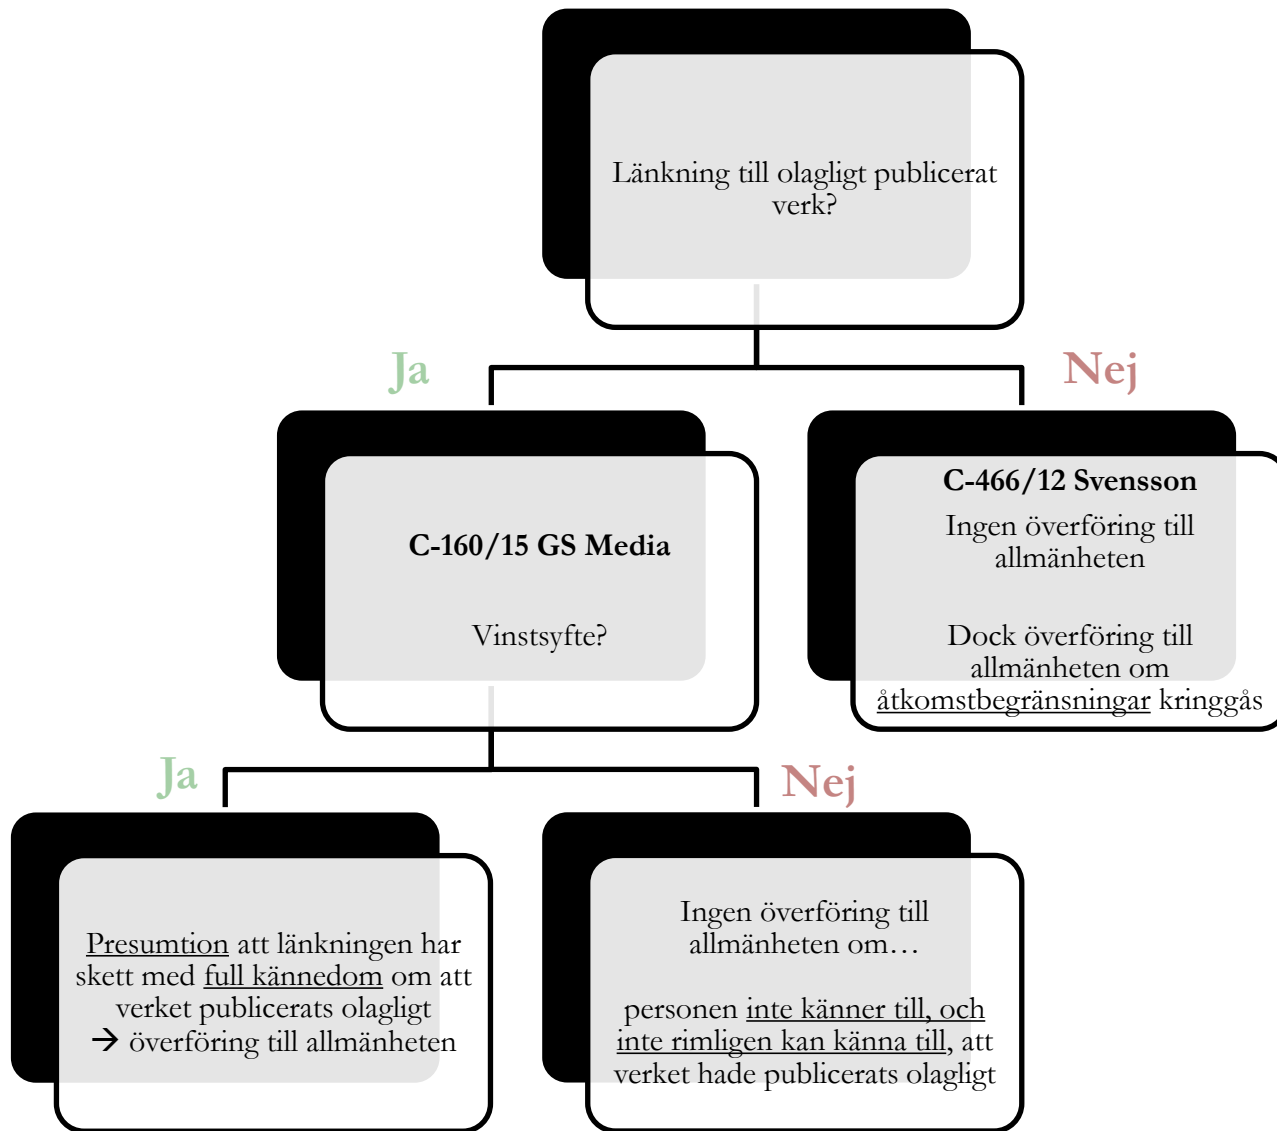 Länkning till olagligt publicerat
verk?
Ja
Nej
C-160/15 GS Media
Vinstsyfte?
C-466/12 Svensson
Ingen överföring till
allmänheten
Dock överföring till
allmänheten om
åtkomstbegränsningar kringgås
Ja
Nej
Presumtion att länkningen har
skett med full kännedom om att
verket publicerats olagligt
→ överföring till allmänheten
Ingen överföring till
allmänheten om…
personen inte känner till, och
inte rimligen kan känna till, att
verket hade publicerats olagligt